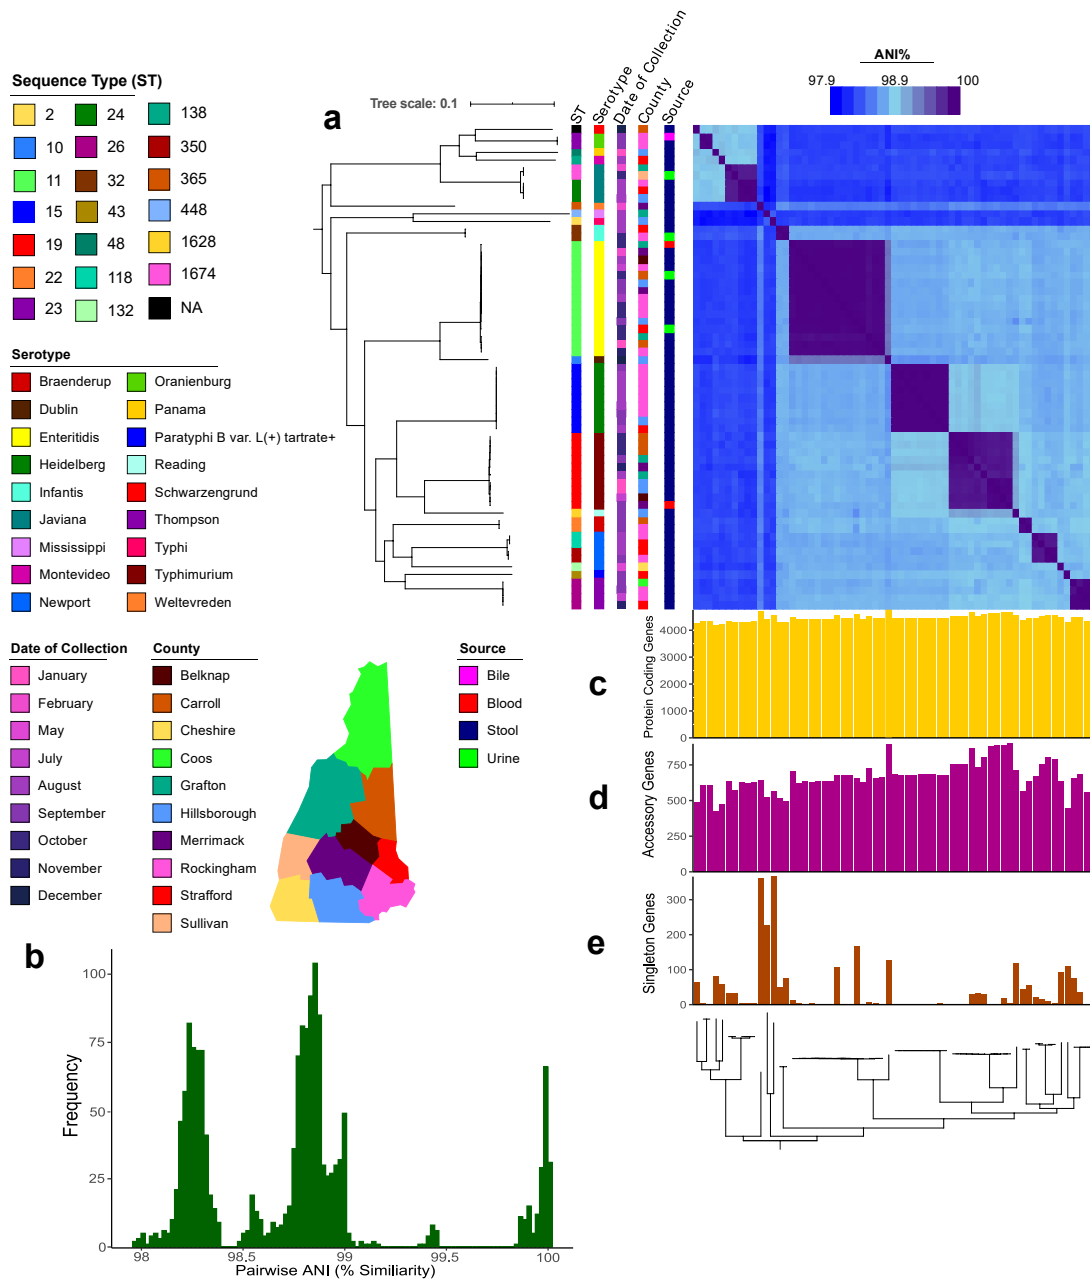 Sequence Type (ST)
2
24
138
10
26
350
11
32
365
15
43
448
19
48
1628
22
118
1674
23
132
NA
a
Tree scale: 0.1
ST
Serotype
Date of Collection
County
Source
ANI%
97.9
98.9
100
Serotype
Braenderup
Oranienburg
Dublin
Panama
Enteritidis
Paratyphi B var. L(+) tartrate+
Heidelberg
Reading
Infantis
Schwarzengrund
Javiana
Thompson
Mississippi
Typhi
Montevideo
Typhimurium
Newport
Weltevreden
Date of Collection
January
February
May
July
August
September
October
November
December
County
Belknap
Carroll
Cheshire
Coos
Grafton
Hillsborough
Merrimack
Rockingham
Strafford
Sullivan
Source
Bile
Blood
Stool
Urine
c
Protein Coding Genes
4000
3000
2000
1000
0
d
Accessory Genes
750
500
250
0
e
Singleton Genes
300
200
100
0
b
Frequency
100
75
50
25
0
98
98.5
99
99.5
100
Pairwise ANI (% Similiarity)